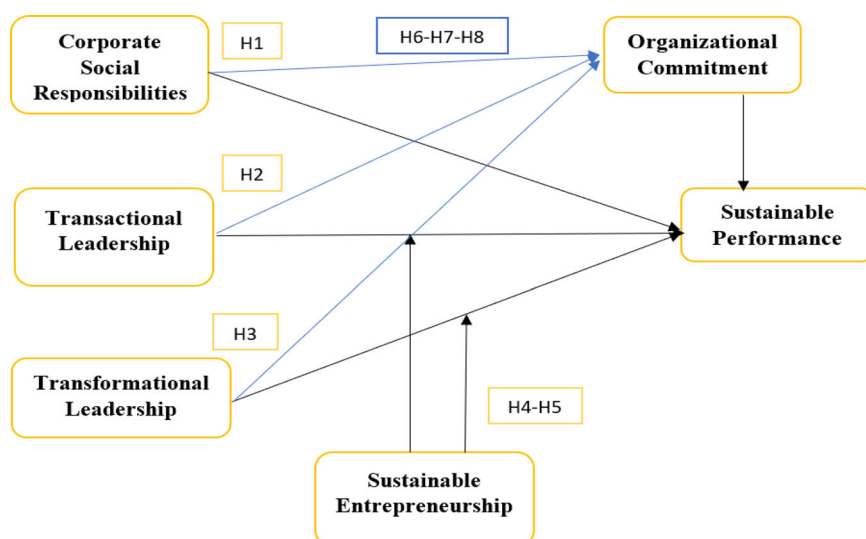 Corporate
Social
Responsibilities
H1
H6-H7-H8
Organizational
Commitment
H2
Transactional
Leadership
Sustainable
Performance
H3
Transformational
Leadership
H4-H5
Sustainable
Entrepreneurship